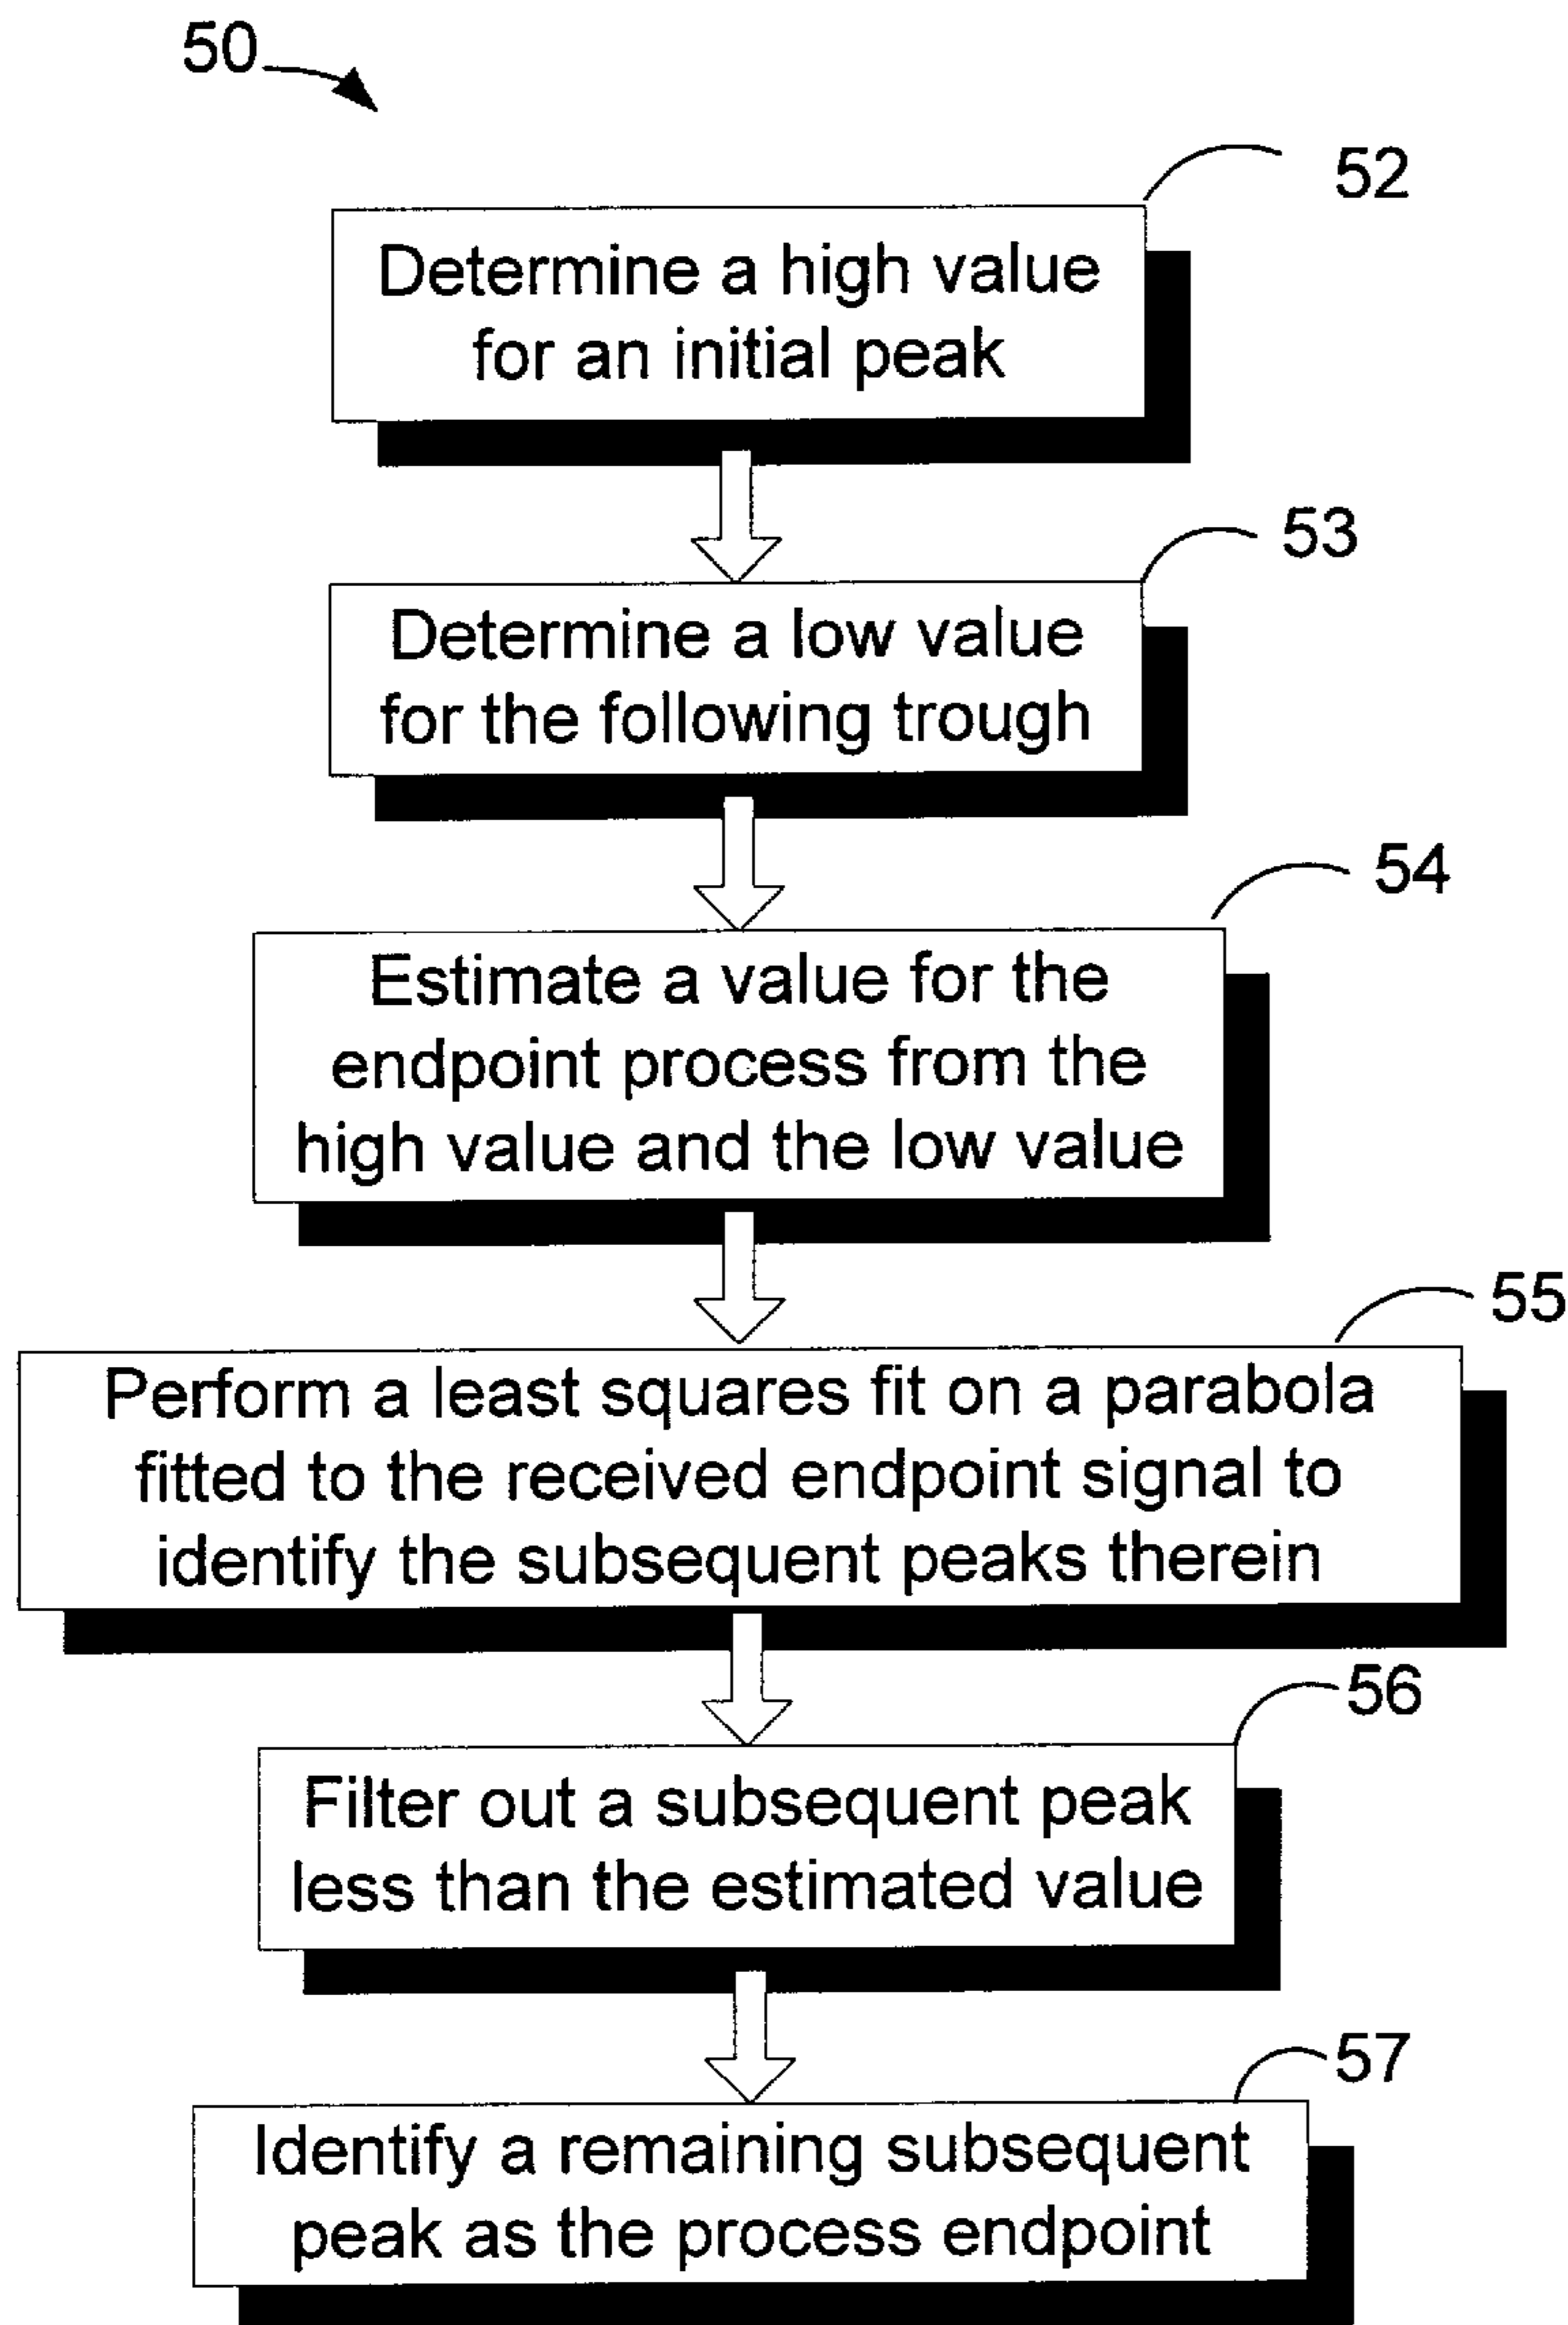 50
52
Determine a high value
for an initial peak
53
Determine a low value
for the following trough
54
Estimate a value for the
endpoint process from the
high value and the low value
55
Perform a least squares fit on a parabola
fitted to the received endpoint signal to
identify the subsequent peaks therein
56
Filter out a subsequent peak
less than the estimated value
57
Identify a remaining subsequent
peak as the process endpoint